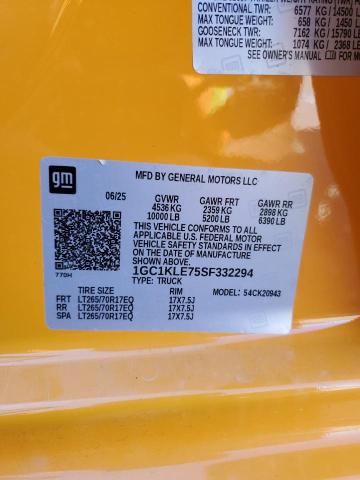 CONVENTIONAL TWR: 6577 KG / 14500 L
MAX TONGUE WEIGHT: 658 KG / 1450 L
GOOSENECK TWR: 7162 KG / 15790 LB
MAX TONGUE WEIGHT: 1074 KG / 2368 LB
SEE OWNER'S MANUAL
gm
MFD BY GENERAL MOTORS LLC
06/25 GVWR GAWR FRT GAWR RR
4536 KG 2359 KG 2898 KG
10000 LB 5200 LB 6390 LB
THIS VEHICLE CONFORMS TO ALL APPLICABLE
U.S. FEDERAL MOTOR VEHICLE SAFETY
STANDARDS IN EFFECT ON THE DATE OF
MANUFACTURE SHOWN ABOVE.
1GC1KLE75SF332294
770H TYPE: TRUCK
TIRE SIZE RIM MODEL: 54CK20943
FRT LT265/70R17EQ 17X7.5J
RR LT265/70R17EQ 17X7.5J
SPA LT265/70R17EQ 17X7.5J